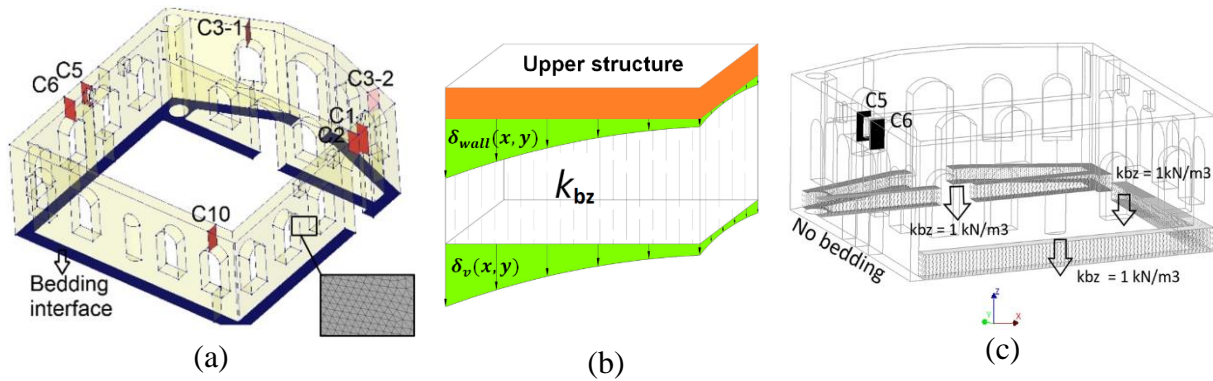 C3-1
C5
C6
C3-2
C1
C2
C10
Bedding
interface
(a)
Upper structure
δwall(x, y)
kbz
δv(x, y)
(b)
C5
C6
kbz = 1kN/m3
kbz = 1 kN/m3
No bedding
kbz = 1 kN/m3
Z
Y
X
(c)